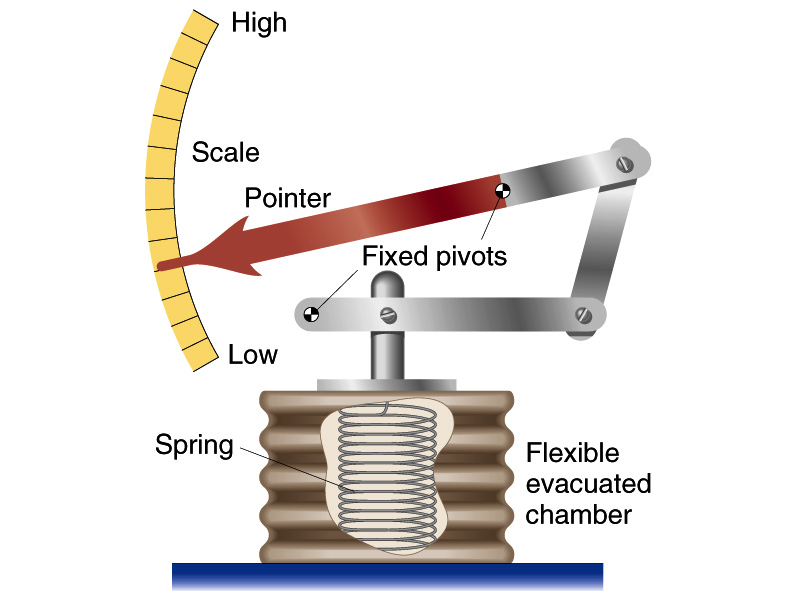 High
Scale
Pointer
Fixed pivots
Low
Spring
Flexible
evacuated
chamber